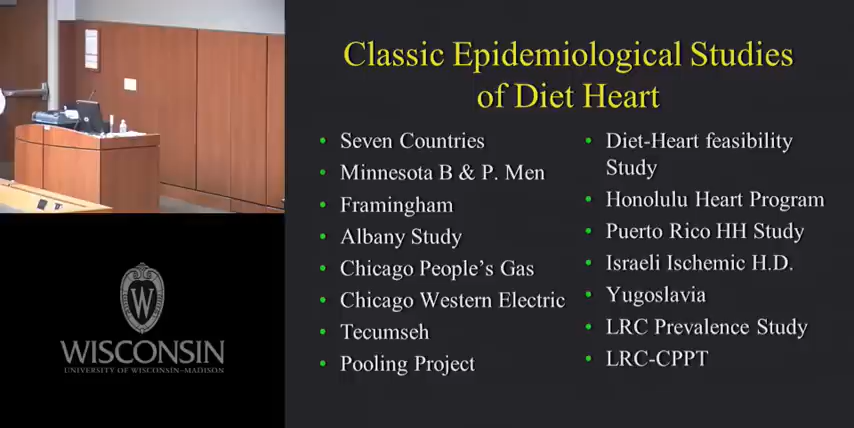 Classic Epidemiological Studies
of Diet Heart
• Seven Countries
• Minnesota B & P. Men
• Framingham
• Albany Study
• Chicago People's Gas
• Chicago Western Electric
• Tecumseh
• Pooling Project
• Diet-Heart feasibility
Study
• Honolulu Heart Program
• Puerto Rico HH Study
• Israeli Ischemic H.D.
• Yugoslavia
• LRC Prevalence Study
• LRC-CPPT
W
WISCONSIN
UNIVERSITY OF WISCONSIN–MADISON